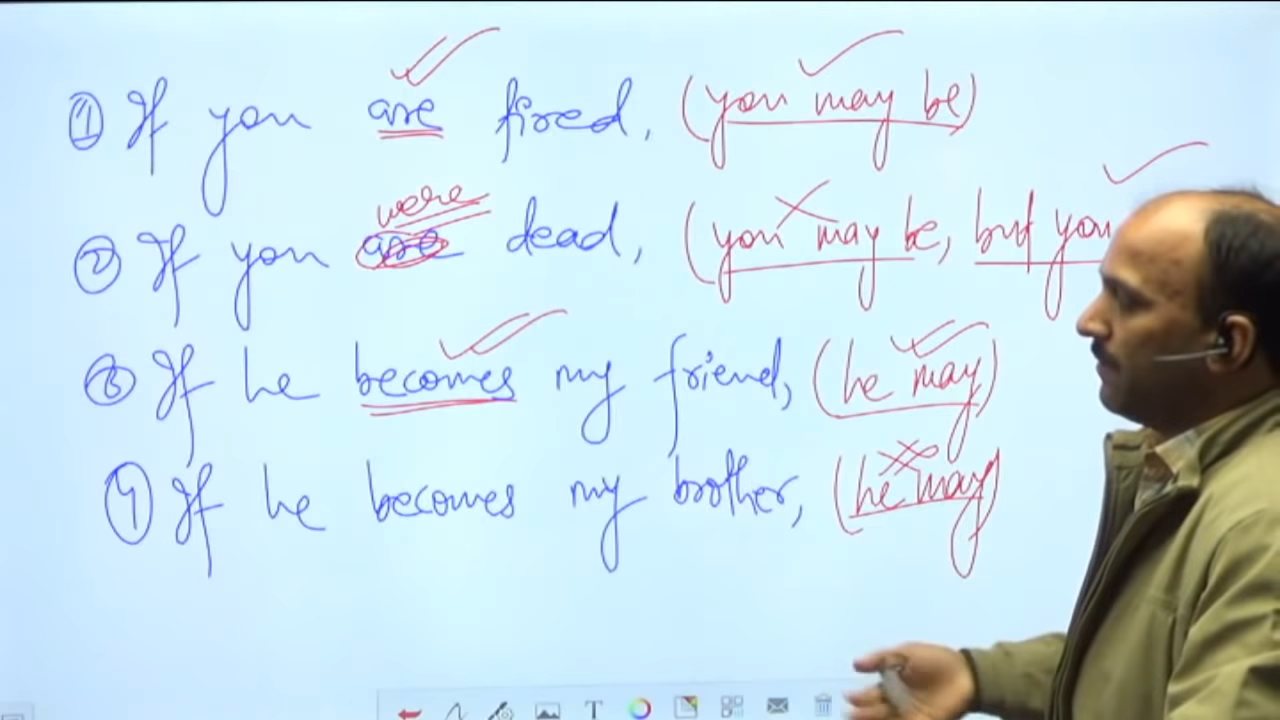 ① If you are fired, (you may be)
② If you are were dead, (you may be, but you
③ If he becomes my friend, (he may)
④ If he becomes my brother, (he may)
T